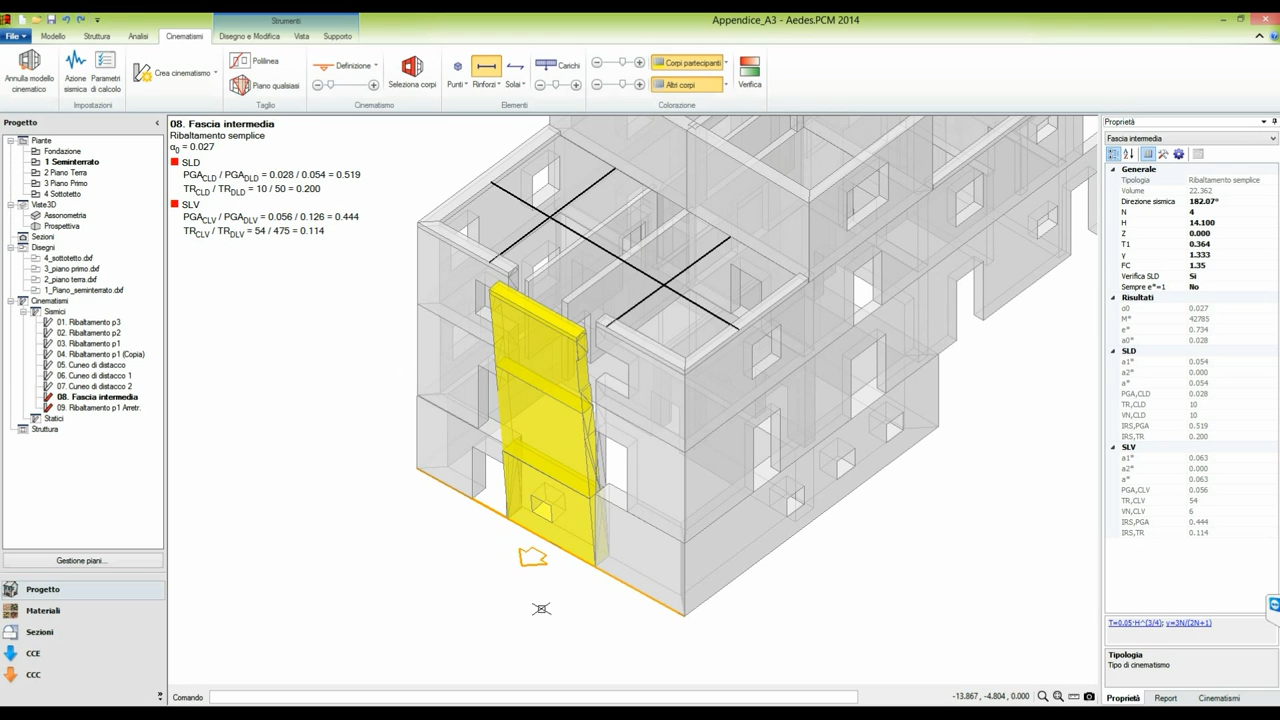 Strumenti
Appendice_A3 - Aedes.PCM 2014
File
Modello
Struttura
Analisi
Cinematismi
Disegno e Modifica
Vista
Supporto
Annulla modello cinematico
Azione sismica
Parametri di calcolo
Crea cinematismo
Polilinea
Piano qualsiasi
Definizione
Seleziona corpi
Punti
Rinforzi
Solai
Carichi
Corpi partecipanti
Altri corpi
Verifica
Impostazioni
Taglio
Cinematismo
Elementi
Colorazione
Progetto
Piante
Fondazione
1 Seminterrato
2 Piano Terra
3 Piano Primo
4 Sottotetto
Viste3D
Assonometria
Prospettiva
Sezioni
Disegni
4_sottotetto.dxf
3_piano primo.dxf
2_piano terra.dxf
1_Piano_seminterrato.dxf
Cinematismi
Sismici
01. Ribaltamento p3
02. Ribaltamento p2
03. Ribaltamento p1
04. Ribaltamento p1 (Copia)
05. Cuneo di distacco
06. Cuneo di distacco 1
07. Cuneo di distacco 2
08. Fascia intermedia
09. Ribaltamento p1 Arretr.
Statici
Struttura
Gestione piani...
Progetto
Materiali
Sezioni
CCE
CCC
08. Fascia intermedia
Ribaltamento semplice
α0 = 0.027
SLD
PGACLD / PGADLD = 0.028 / 0.054 = 0.519
TRCLD / TRDLD = 10 / 50 = 0.200
SLV
PGACLV / PGADLV = 0.056 / 0.126 = 0.444
TRCLV / TRDLV = 54 / 475 = 0.114
Comando
-13.867, -4.804, 0.000
Proprietà
Fascia intermedia
Generale
Tipologia Ribaltamento semplice
Volume 22.362
Direzione sismica 182.07°
N 4
H 14.100
Z 0.000
T1 0.364
γ 1.333
FC 1.35
Verifica SLD Sì
Sempre e*=1 No
Risultati
α0 0.027
M* 42785
e* 0.734
a0* 0.028
SLD
a1* 0.054
a2* 0.000
a* 0.054
PGA,CLD 0.028
TR,CLD 10
VN,CLD 10
IRS,PGA 0.519
IRS,TR 0.200
SLV
a1* 0.063
a2* 0.000
a* 0.063
PGA,CLV 0.056
TR,CLV 54
VN,CLV 6
IRS,PGA 0.444
IRS,TR 0.114
T=0.05·H^(3/4); γ=3N/(2N+1)
Tipologia
Tipo di cinematismo
Proprietà
Report
Cinematismi